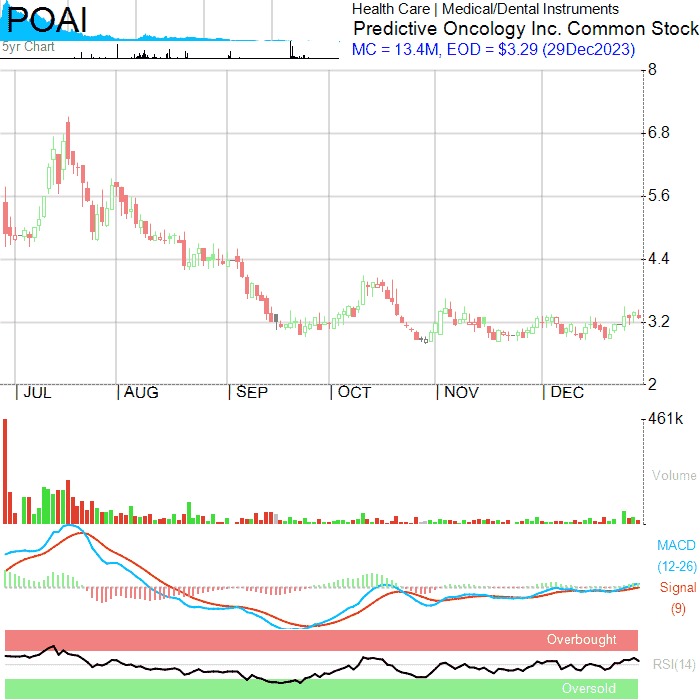 POAI
5yr Chart
Health Care | Medical/Dental Instruments
Predictive Oncology Inc. Common Stock
MC = 13.4M, EOD = $3.29 (29Dec2023)
8
6.8
5.6
4.4
3.2
2
| JUL | AUG | SEP | OCT | NOV | DEC
461k
Volume
MACD
(12-26)
Signal
(9)
Overbought
RSI(14)
Oversold